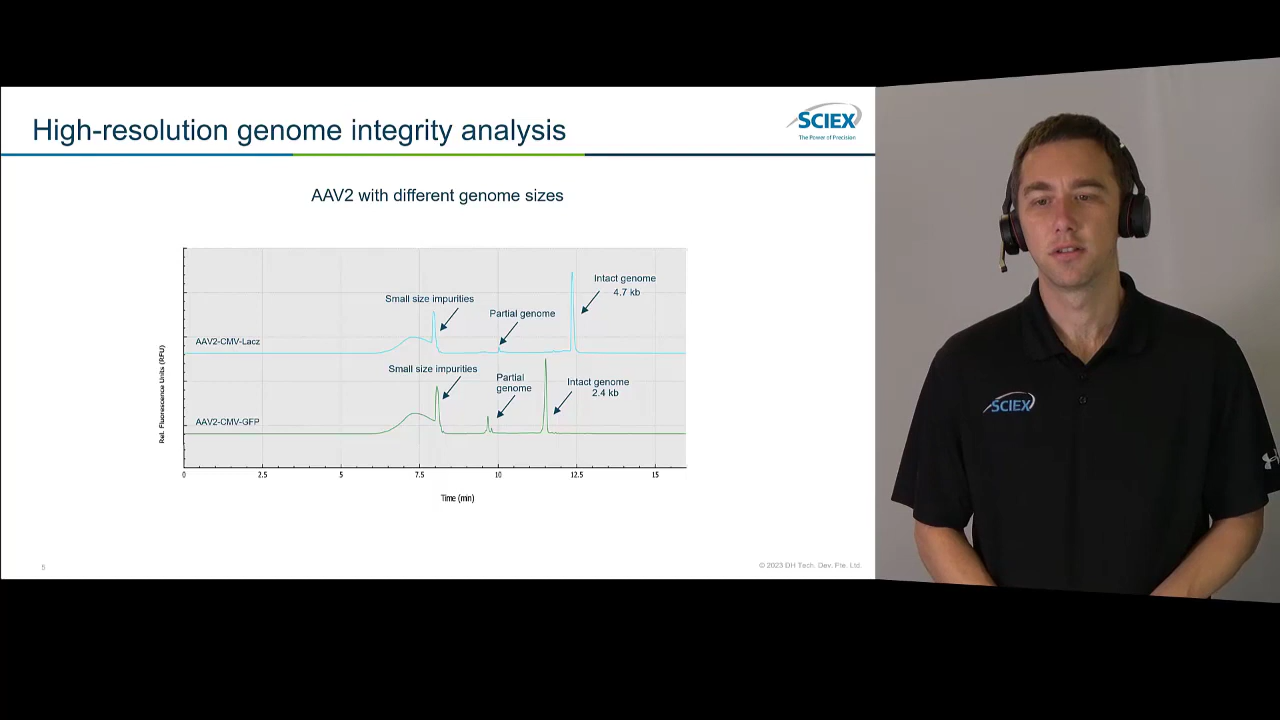 High-resolution genome integrity analysis
SCIEX
The Power of Precision
AAV2 with different genome sizes
Intact genome
4.7 kb
Small size impurities
Partial genome
AAV2-CMV-Lacz
Small size impurities
Partial
genome
Intact genome
2.4 kb
AAV2-CMV-GFP
Rel. Fluorescence Units (RFU)
0 2.5 5 7.5 10 12.5 15
Time (min)
5
© 2023 DH Tech. Dev. Pte. Ltd.
SCIEX